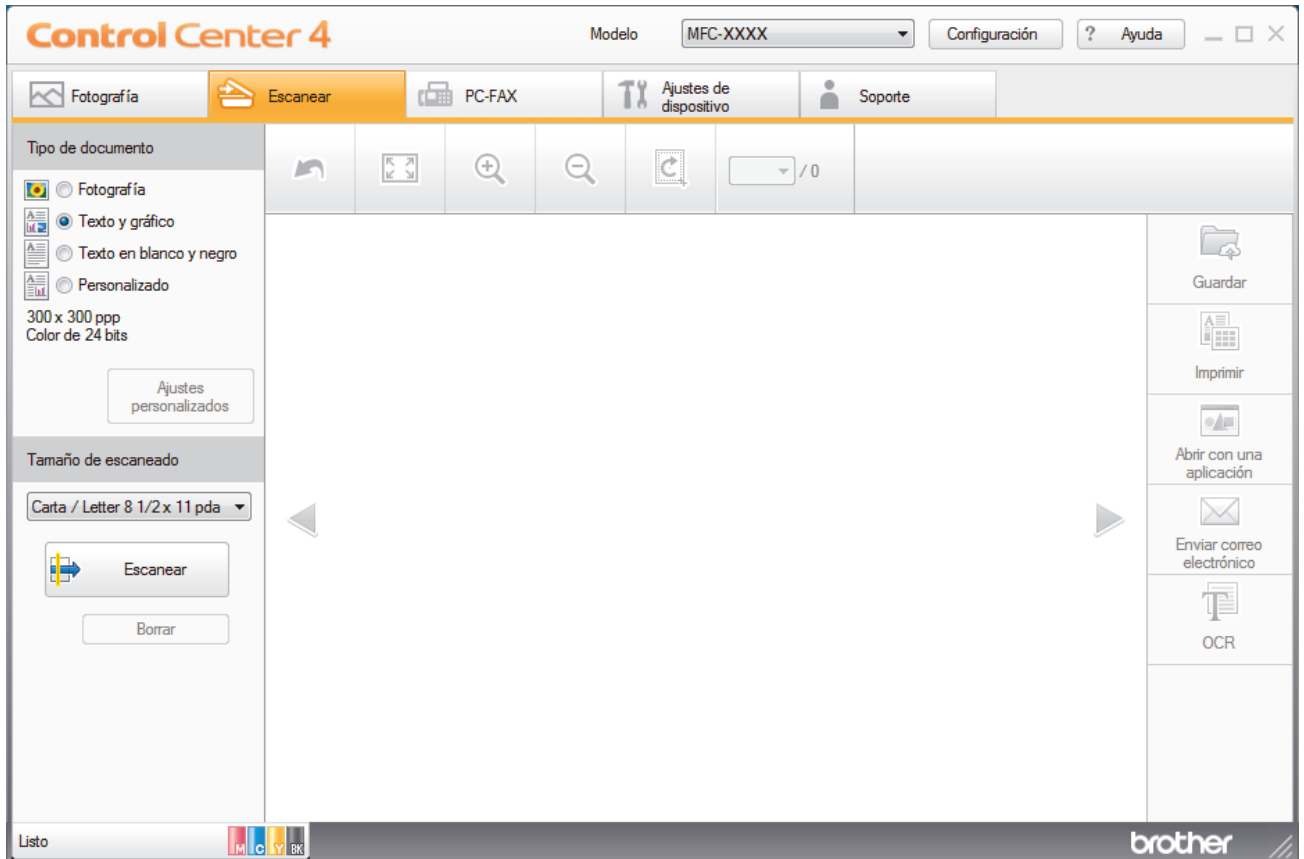 Control Center 4
Modelo
MFC-XXXX
Configuración
? Ayuda
Fotografía
Escanear
PC-FAX
Ajustes de
dispositivo
Soporte
Tipo de documento
Fotografía
Texto y gráfico
Texto en blanco y negro
Personalizado
300 x 300 ppp
Color de 24 bits
Ajustes
personalizados
Tamaño de escaneado
Carta / Letter 8 1/2 x 11 pda
Escanear
Borrar
/ 0
Guardar
Imprimir
Abrir con una
aplicación
Enviar correo
electrónico
OCR
Listo
M C Y BK
brother